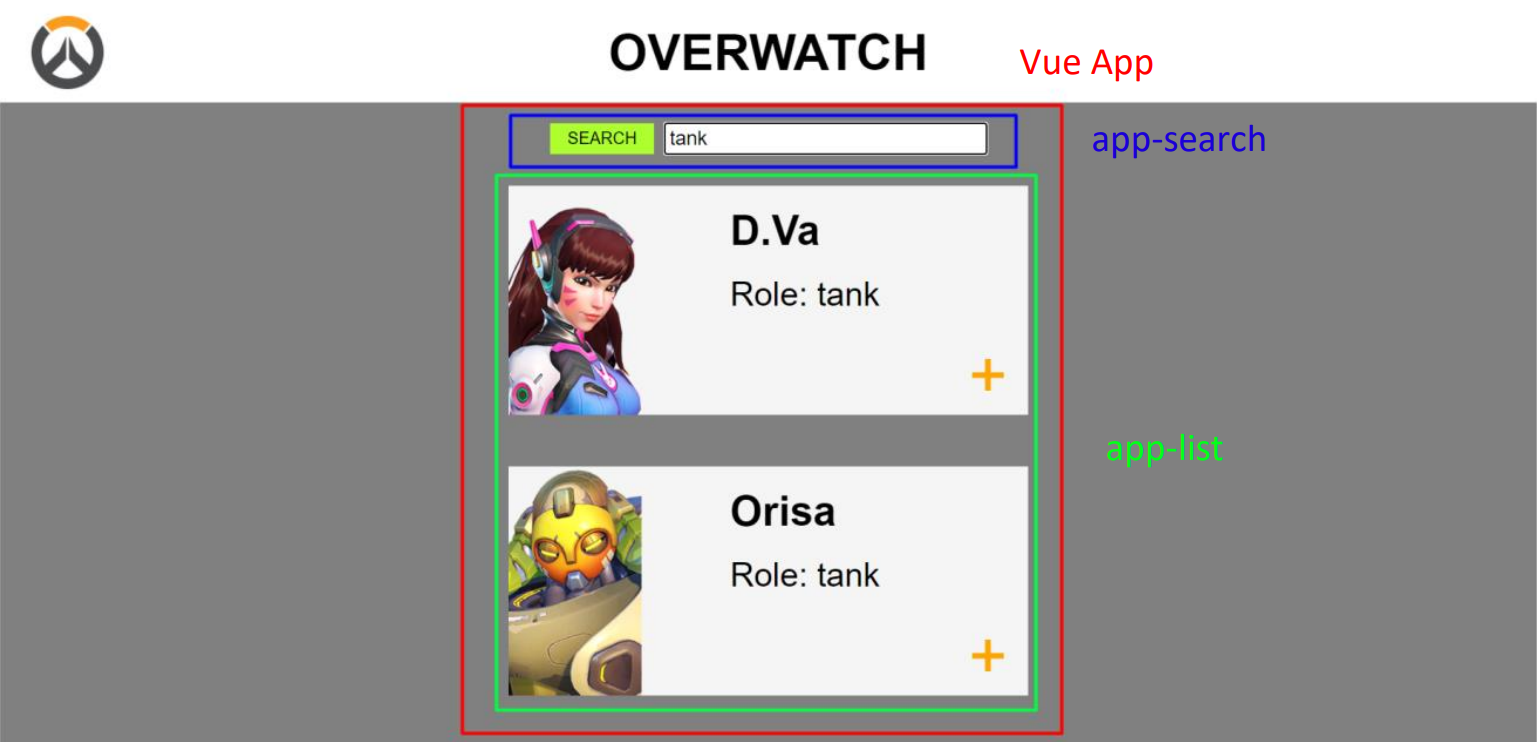 OVERWATCH
Vue App
SEARCH
tank
app-search
D.Va
Role: tank
+
app-list
Orisa
Role: tank
+